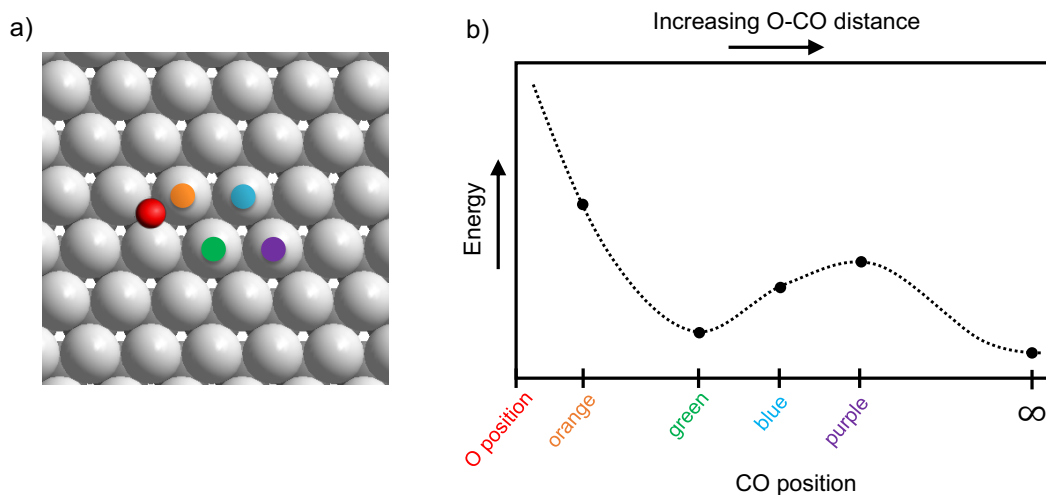 a)
b)
Increasing O-CO distance
Energy
O position
orange
green
blue
purple
∞
CO position